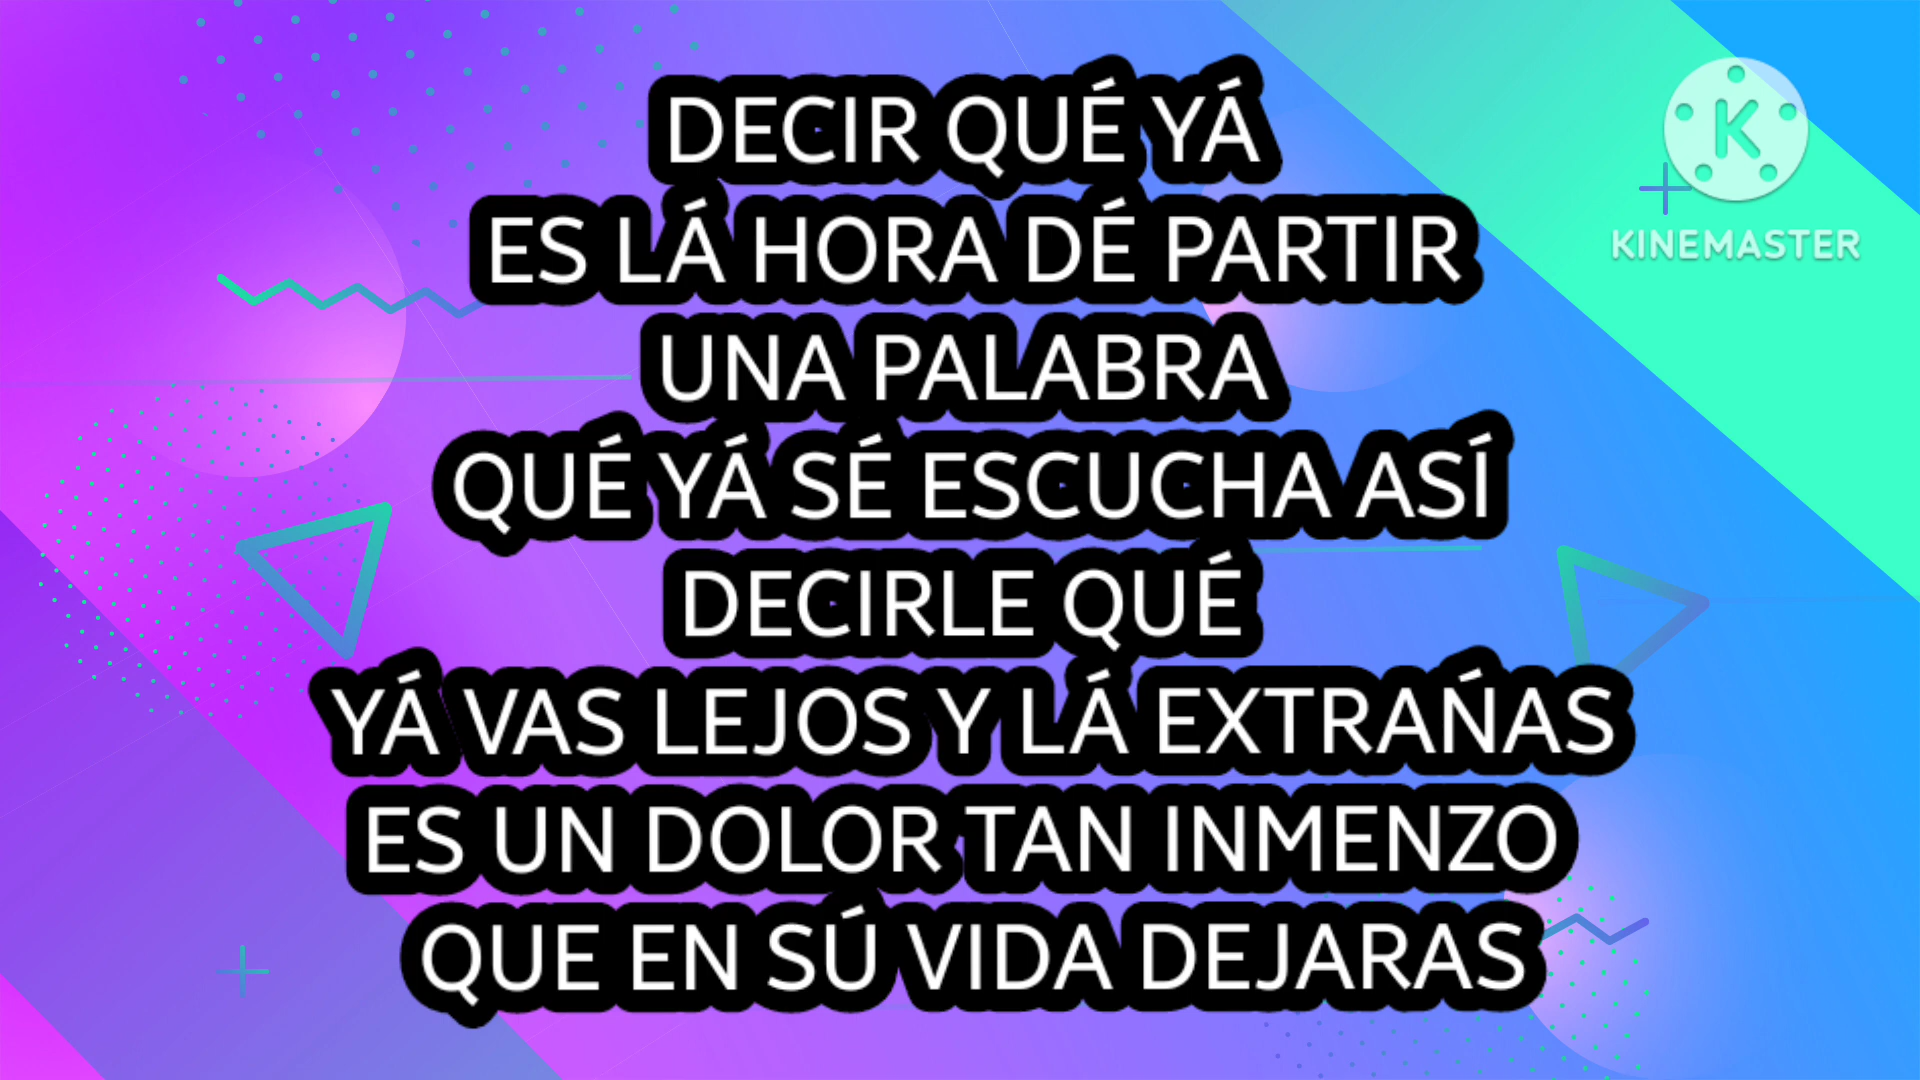 DECIR QUÉ YÁ
ES LÁ HORA DÉ PARTIR
UNA PALABRA
QUÉ YÁ SÉ ESCUCHA ASÍ
DECIRLE QUÉ
YÁ VAS LEJOS Y LÁ EXTRAŃAS
ES UN DOLOR TAN INMENZO
QUE EN SÚ VIDA DEJARAS
K
KINEMASTER